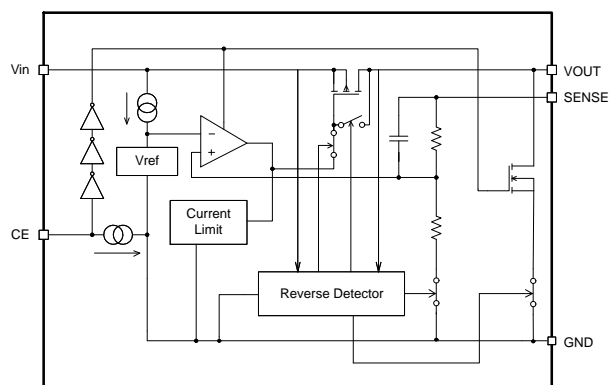 Vin
VOUT
SENSE
−
+
Vref
CE
Current
Limit
Reverse Detector
GND